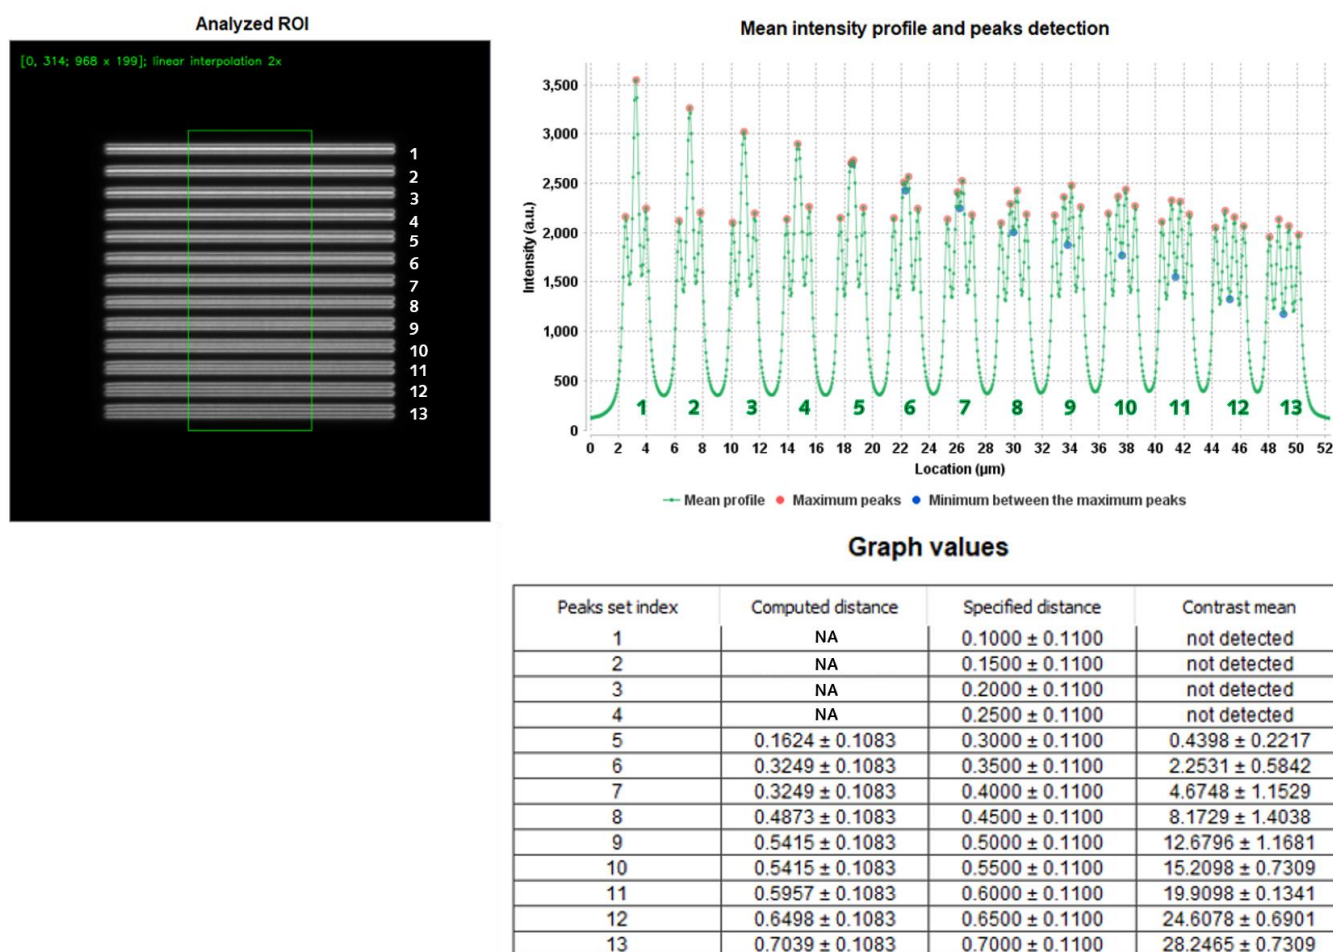 Analyzed ROI
[0, 314; 968 x 199]; linear interpolation 2x
1
2
3
4
5
6
7
8
9
10
11
12
13
Mean intensity profile and peaks detection
Intensity (a.u.)
3,500
3,000
2,500
2,000
1,500
1,000
500
0
1 2 3 4 5 6 7 8 9 10 11 12 13
0 2 4 6 8 10 12 14 16 18 20 22 24 26 28 30 32 34 36 38 40 42 44 46 48 50 52
Location (µm)
Mean profile Maximum peaks Minimum between the maximum peaks
Graph values
Peaks set index Computed distance Specified distance Contrast mean
1 NA 0.1000 ± 0.1100 not detected
2 NA 0.1500 ± 0.1100 not detected
3 NA 0.2000 ± 0.1100 not detected
4 NA 0.2500 ± 0.1100 not detected
5 0.1624 ± 0.1083 0.3000 ± 0.1100 0.4398 ± 0.2217
6 0.3249 ± 0.1083 0.3500 ± 0.1100 2.2531 ± 0.5842
7 0.3249 ± 0.1083 0.4000 ± 0.1100 4.6748 ± 1.1529
8 0.4873 ± 0.1083 0.4500 ± 0.1100 8.1729 ± 1.4038
9 0.5415 ± 0.1083 0.5000 ± 0.1100 12.6796 ± 1.1681
10 0.5415 ± 0.1083 0.5500 ± 0.1100 15.2098 ± 0.7309
11 0.5957 ± 0.1083 0.6000 ± 0.1100 19.9098 ± 0.1341
12 0.6498 ± 0.1083 0.6500 ± 0.1100 24.6078 ± 0.6901
13 0.7039 ± 0.1083 0.7000 ± 0.1100 28.2465 ± 0.7309